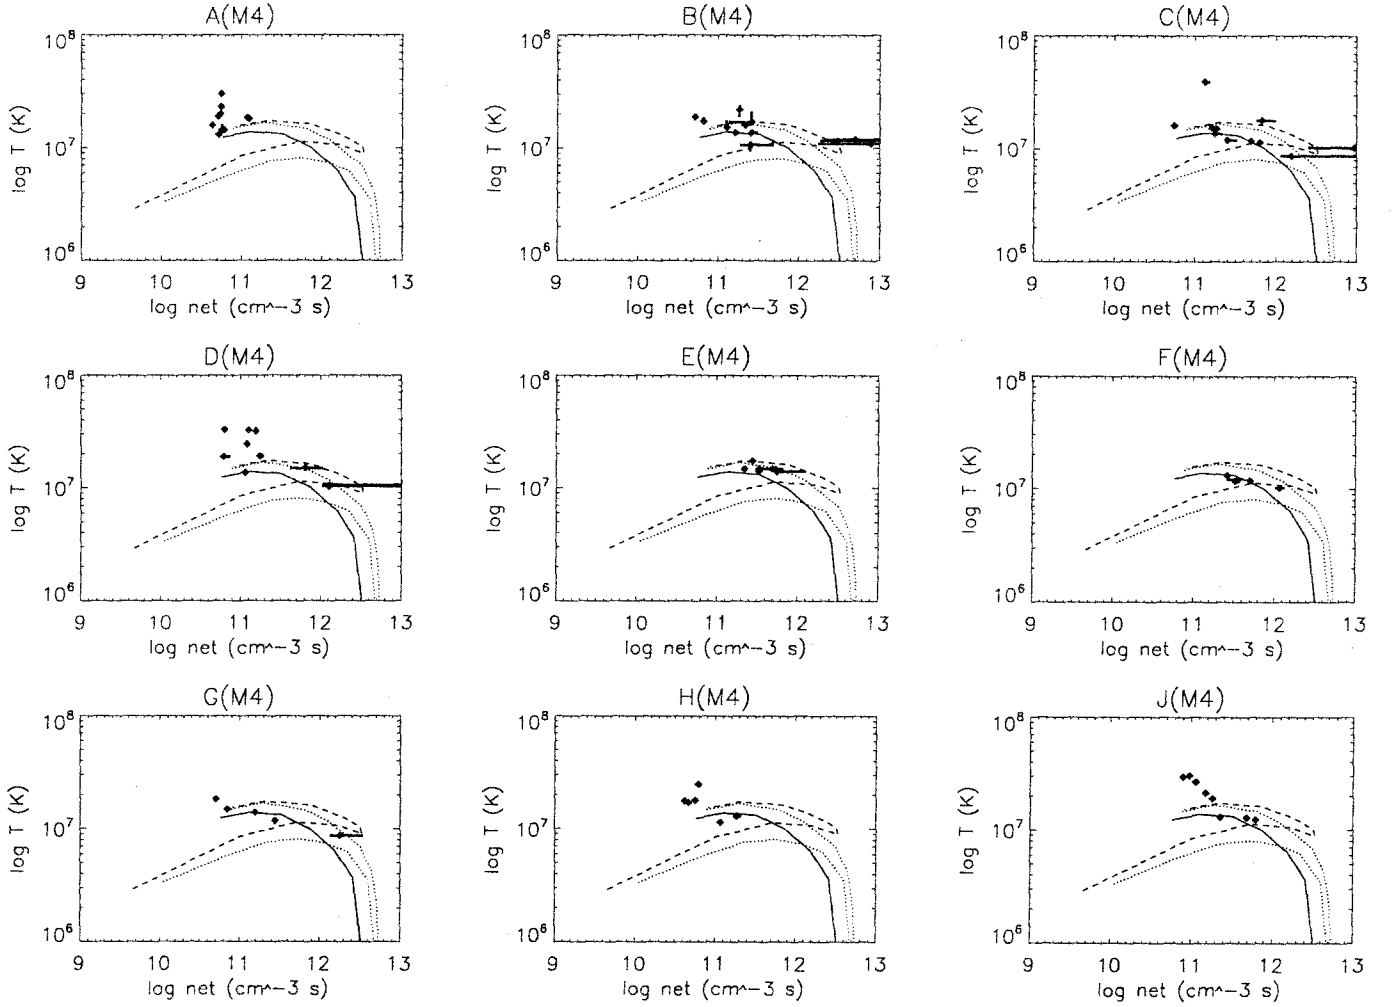 A(M4)
B(M4)
C(M4)
10^8
10^7
10^6
log T (K)
9 10 11 12 13
log net (cm^-3 s)
10^8
10^7
10^6
log T (K)
9 10 11 12 13
log net (cm^-3 s)
10^8
10^7
10^6
log T (K)
9 10 11 12 13
log net (cm^-3 s)
D(M4)
E(M4)
F(M4)
10^8
10^7
10^6
log T (K)
9 10 11 12 13
log net (cm^-3 s)
10^8
10^7
10^6
log T (K)
9 10 11 12 13
log net (cm^-3 s)
10^8
10^7
10^6
log T (K)
9 10 11 12 13
log net (cm^-3 s)
G(M4)
H(M4)
J(M4)
10^8
10^7
10^6
log T (K)
9 10 11 12 13
log net (cm^-3 s)
10^8
10^7
10^6
log T (K)
9 10 11 12 13
log net (cm^-3 s)
10^8
10^7
10^6
log T (K)
9 10 11 12 13
log net (cm^-3 s)